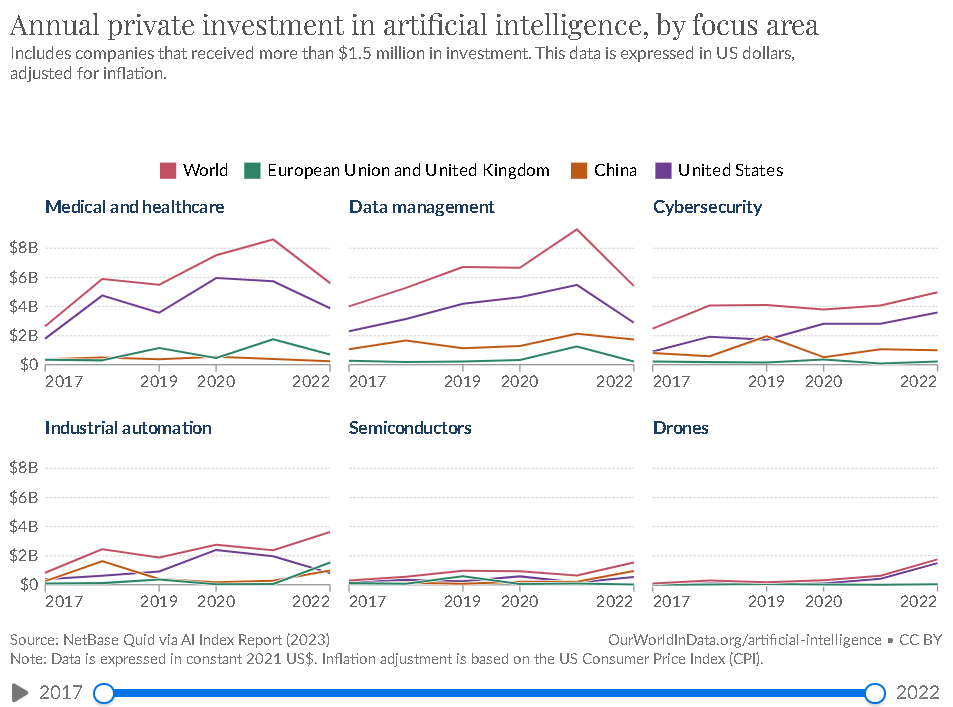 Annual private investment in artificial intelligence, by focus area
Includes companies that received more than $1.5 million in investment. This data is expressed in US dollars,
adjusted for inflation.
World European Union and United Kingdom China United States
Medical and healthcare Data management Cybersecurity
$8B
$6B
$4B
$2B
$0
2017 2019 2020 2022 2017 2019 2020 2022 2017 2019 2020 2022
Industrial automation Semiconductors Drones
$8B
$6B
$4B
$2B
$0
2017 2019 2020 2022 2017 2019 2020 2022 2017 2019 2020 2022
Source: NetBase Quid via AI Index Report (2023) OurWorldInData.org/artificial-intelligence • CC BY
Note: Data is expressed in constant 2021 US$. Inflation adjustment is based on the US Consumer Price Index (CPI).
2017 2022